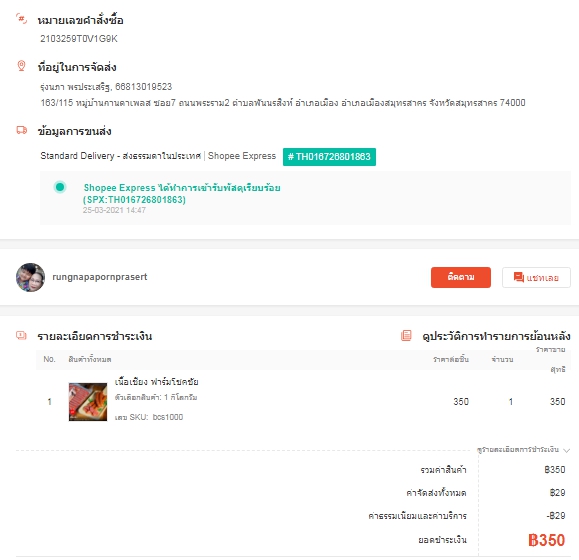 หมายเลขคำสั่งซื้อ
2103259T0V1G9K
ที่อยู่ในการจัดส่ง
รุ่งนภา พรประเสริฐ, 66813019523
163/115 หมู่บ้านกานดาเพลส ซอย7 ถนนพระราม2 ตำบลพันท้ายนรสิงห์ อำเภอเมือง อำเภอเมืองสมุทรสาคร จังหวัดสมุทรสาคร 74000
ข้อมูลการขนส่ง
Standard Delivery - ส่งธรรมดาในประเทศ | Shopee Express # TH016726801863
Shopee Express ได้ทำการเข้ารับพัสดุเรียบร้อย
(SPX:TH016726801863)
25-03-2021 14:47
rungnapapornprasert ติดตาม แชทเลย
รายละเอียดการชำระเงิน ดูประวัติการทำรายการย้อนหลัง
No. สินค้าทั้งหมด ราคาต่อชิ้น จำนวน ราคาขายสุทธิ
เนื้อเชียง ฟาร์มโชคชัย
1 ตัวเลือกสินค้า: 1 กิโลกรัม 350 1 350
เลข SKU: bcs1000
ดูรายละเอียดการชำระเงิน
รวมค่าสินค้า ฿350
ค่าจัดส่งทั้งหมด ฿29
ค่าธรรมเนียมและค่าบริการ -฿29
ยอดชำระเงิน ฿350